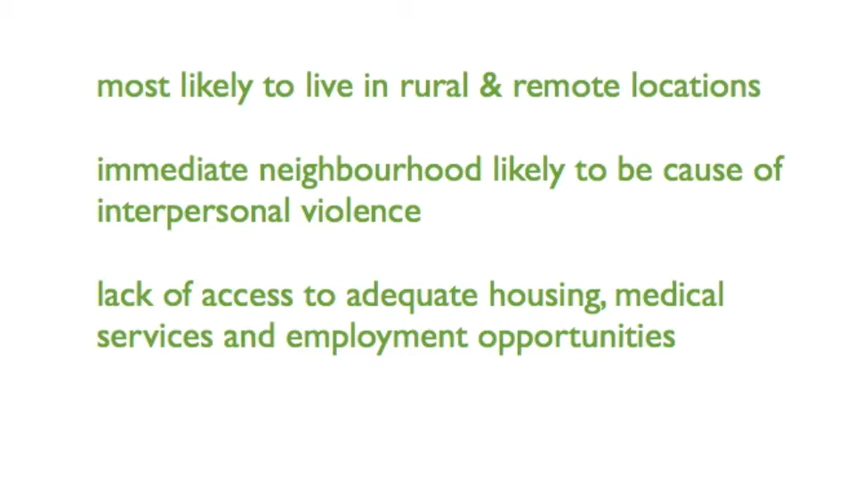 most likely to live in rural & remote locations
immediate neighbourhood likely to be cause of
interpersonal violence
lack of access to adequate housing, medical
services and employment opportunities